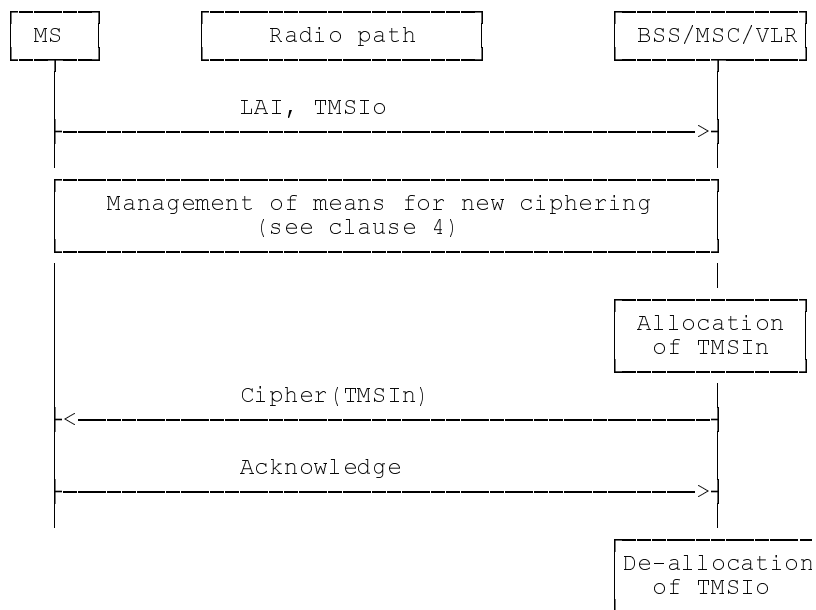 MS
Radio path
BSS/MSC/VLR
LAI, TMSIo
Management of means for new ciphering
(see clause 4)
Allocation
of TMSIn
Cipher(TMSIn)
Acknowledge
De-allocation
of TMSIo